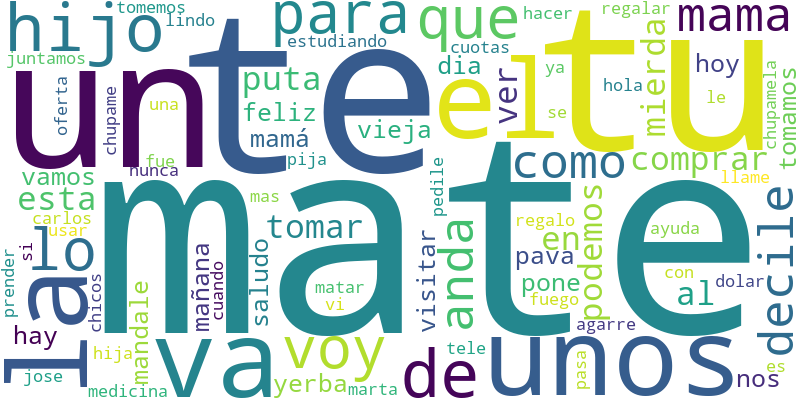 tomemos
hijo lindo para que hacer regalar mama
juntamos estudiando cuotas
un te puta dia el ver ya tu hoy
oferta chupame una feliz vieja hola se mierda le chupamela tomamos
mamá
fue pija
vamos nunca como comprar llame
esta mas pedile
carlos tomar anda regalo podemos ayuda decile
usar en
lo mate pava con
prender si chicos mañana cuando saludo visitar pone al dolar
la matar
vi fuego
hay va voy de agarre unos
hija mandale tele pasa nos
jose yerba es
medicina marta